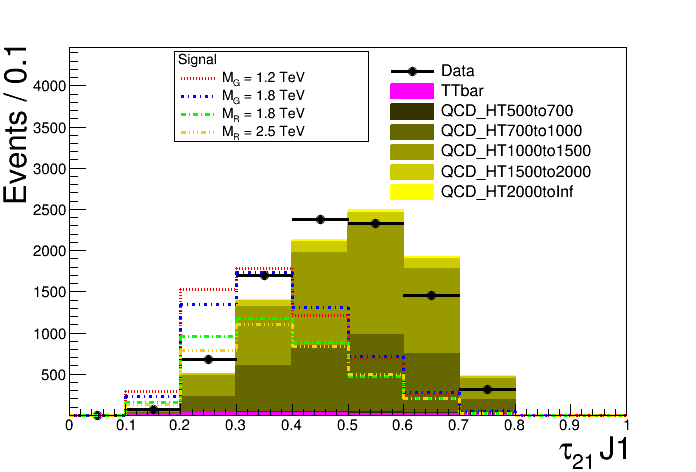 Events / 0.1
4000
3500
3000
2500
2000
1500
1000
500
0
Signal
M_G = 1.2 TeV
M_G = 1.8 TeV
M_R = 1.8 TeV
M_R = 2.5 TeV
Data
TTbar
QCD_HT500to700
QCD_HT700to1000
QCD_HT1000to1500
QCD_HT1500to2000
QCD_HT2000toInf
0 0.1 0.2 0.3 0.4 0.5 0.6 0.7 0.8 0.9 1
τ_21 J1